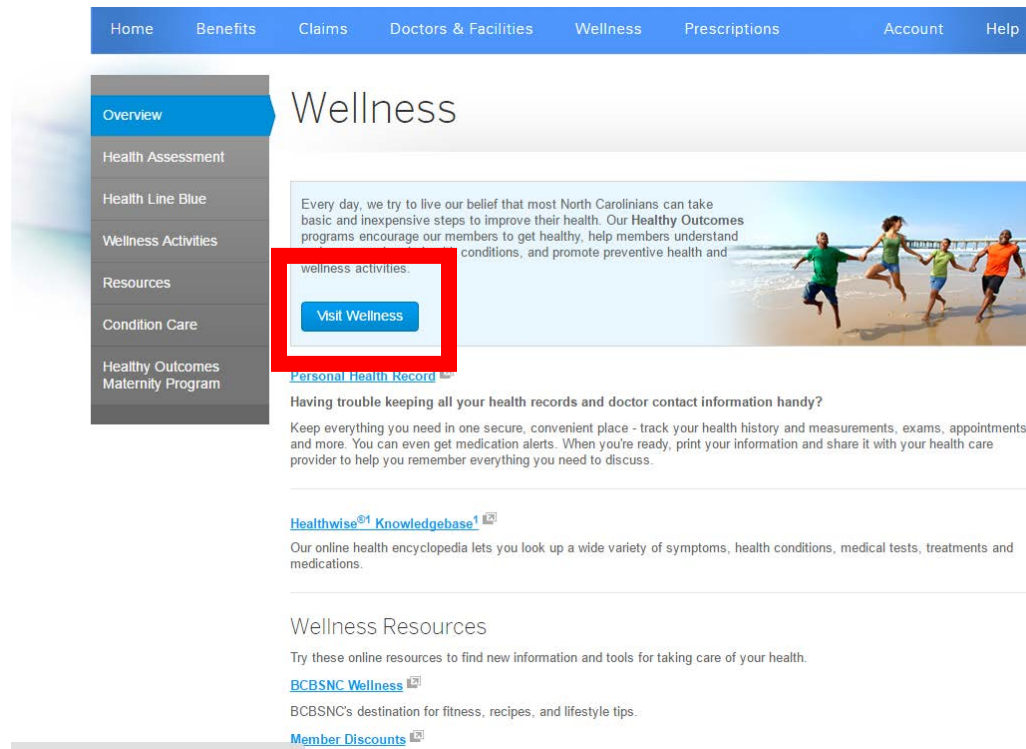 Home Benefits Claims Doctors & Facilities Wellness Prescriptions Account Help
Overview
Health Assessment
Health Line Blue
Wellness Activities
Resources
Condition Care
Healthy Outcomes
Maternity Program
Wellness
Every day, we try to live our belief that most North Carolinians can take
basic and inexpensive steps to improve their health. Our Healthy Outcomes
programs encourage our members to get healthy, help members understand
conditions, and promote preventive health and
wellness activities.
Visit Wellness
Personal Health Record
Having trouble keeping all your health records and doctor contact information handy?
Keep everything you need in one secure, convenient place - track your health history and measurements, exams, appointments
and more. You can even get medication alerts. When you're ready, print your information and share it with your health care
provider to help you remember everything you need to discuss.
Healthwise®1 Knowledgebase1
Our online health encyclopedia lets you look up a wide variety of symptoms, health conditions, medical tests, treatments and
medications.
Wellness Resources
Try these online resources to find new information and tools for taking care of your health.
BCBSNC Wellness
BCBSNC's destination for fitness, recipes, and lifestyle tips.
Member Discounts